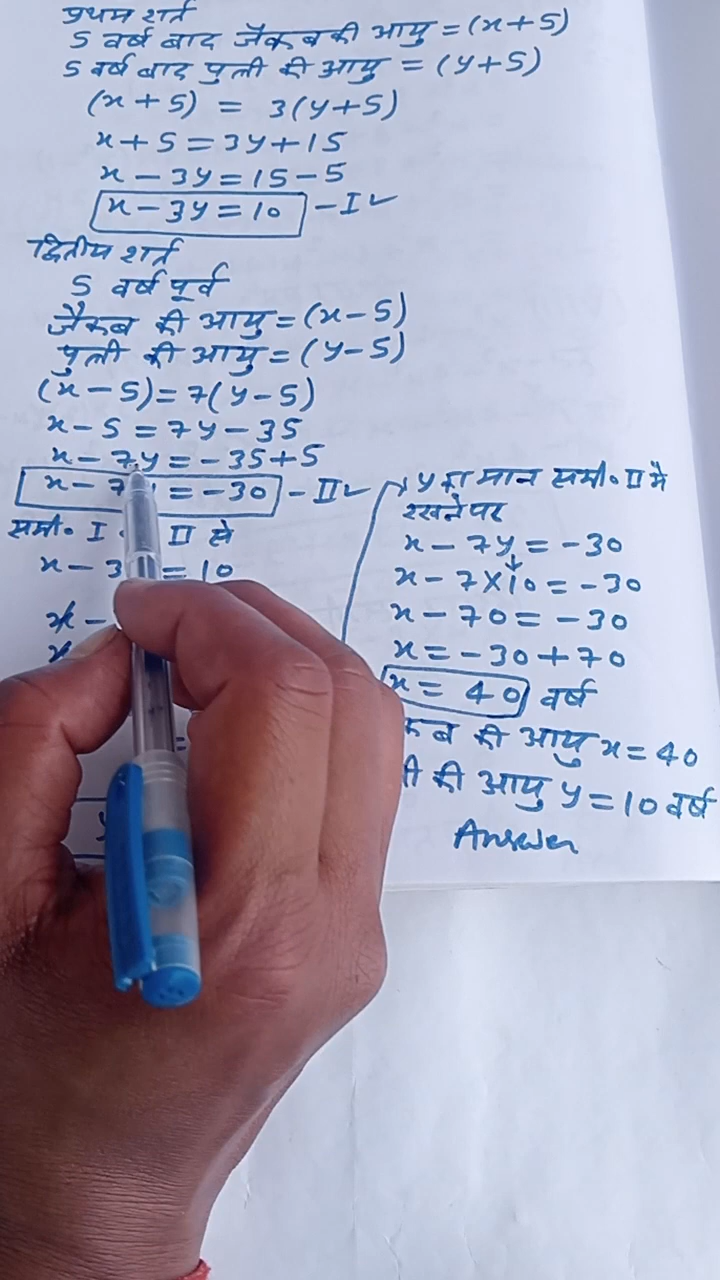 प्रथम शर्त
5 वर्ष बाद जैकब की आयु = (x+5)
5 वर्ष बाद पुत्री की आयु = (y+5)
(x+5) = 3(y+5)
x+5 = 3y+15
x-3y = 15-5
x-3y = 10 -I
द्वितीय शर्त
5 वर्ष पूर्व
जैकब की आयु = (x-5)
पुत्री की आयु = (y-5)
(x-5) = 7(y-5)
x-5 = 7y-35
x-7y = -35+5
x-7 = -30 -II
समी॰ I II से
x-3 = 10
x-
x
=
y
y का मान समी॰ II मे
रखने पर
x-7y = -30
x-7×10 = -30
x-70 = -30
x = -30+70
x = 40 वर्ष
कब की आयु x = 40
ी की आयु y = 10 वर्ष
Answer